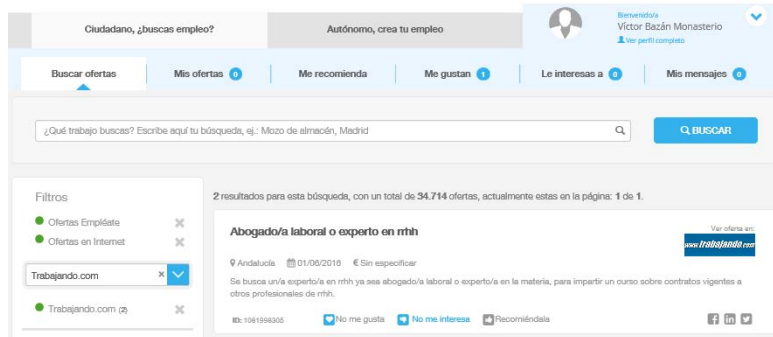 Ciudadano, ¿buscas empleo?
Autónomo, crea tu empleo
Bienvenido/a
Víctor Bazán Monasterio
Ver perfil completo
Buscar ofertas
Mis ofertas 0
Me recomienda
Me gustan 1
Le interesas a 0
Mis mensajes 0
¿Qué trabajo buscas? Escribe aquí tu búsqueda, ej.: Mozo de almacén, Madrid
BUSCAR
Filtros
Ofertas Empléate
Ofertas en Internet
Trabajando.com
Trabajando.com (2)
2 resultados para esta búsqueda, con un total de 34.714 ofertas, actualmente estas en la página: 1 de 1.
Abogado/a laboral o experto en rrhh
Ver oferta en:
www.trabajando.com
Andalucía 01/06/2016 € Sin especificar
Se busca un/a experto/a en rrhh ya sea abogado/a laboral o experto/a en la materia, para impartir un curso sobre contratos vigentes a
otros profesionales de rrhh.
ID: 1061998305 No me gusta No me interesa Recomiéndala